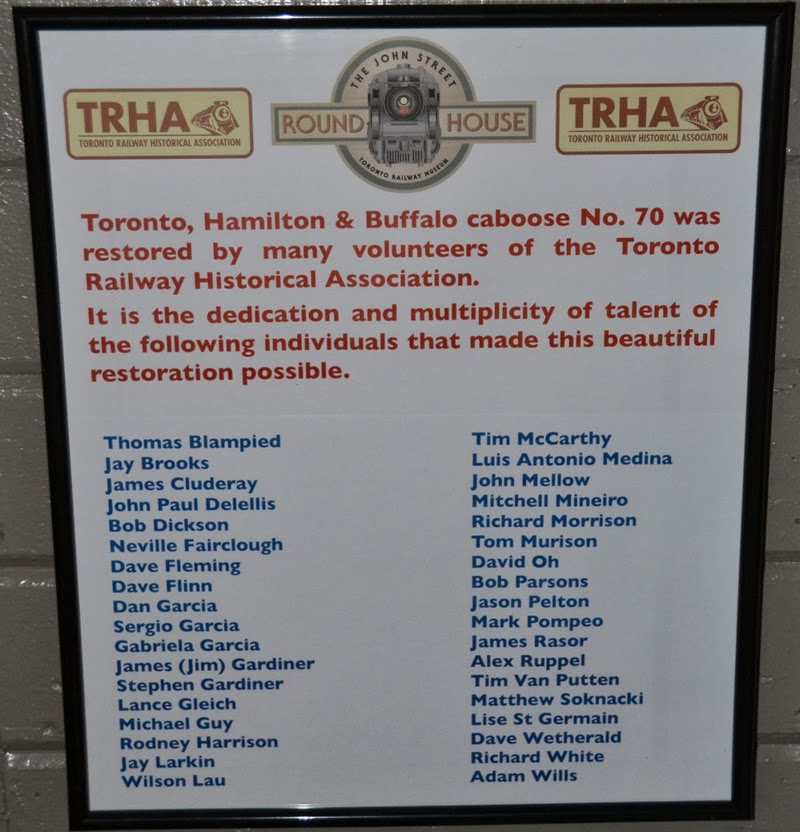 TRHA
TORONTO RAILWAY HISTORICAL ASSOCIATION
THE JOHN STREET
ROUND HOUSE
TORONTO RAILWAY MUSEUM
TRHA
TORONTO RAILWAY HISTORICAL ASSOCIATION
Toronto, Hamilton & Buffalo caboose No. 70 was
restored by many volunteers of the Toronto
Railway Historical Association.
It is the dedication and multiplicity of talent of
the following individuals that made this beautiful
restoration possible.
Thomas Blampied
Jay Brooks
James Cluderay
John Paul Delellis
Bob Dickson
Neville Fairclough
Dave Fleming
Dave Flinn
Dan Garcia
Sergio Garcia
Gabriela Garcia
James (Jim) Gardiner
Stephen Gardiner
Lance Gleich
Michael Guy
Rodney Harrison
Jay Larkin
Wilson Lau
Tim McCarthy
Luis Antonio Medina
John Mellow
Mitchell Mineiro
Richard Morrison
Tom Murison
David Oh
Bob Parsons
Jason Pelton
Mark Pompeo
James Rasor
Alex Ruppel
Tim Van Putten
Matthew Soknacki
Lise St Germain
Dave Wetherald
Richard White
Adam Wills